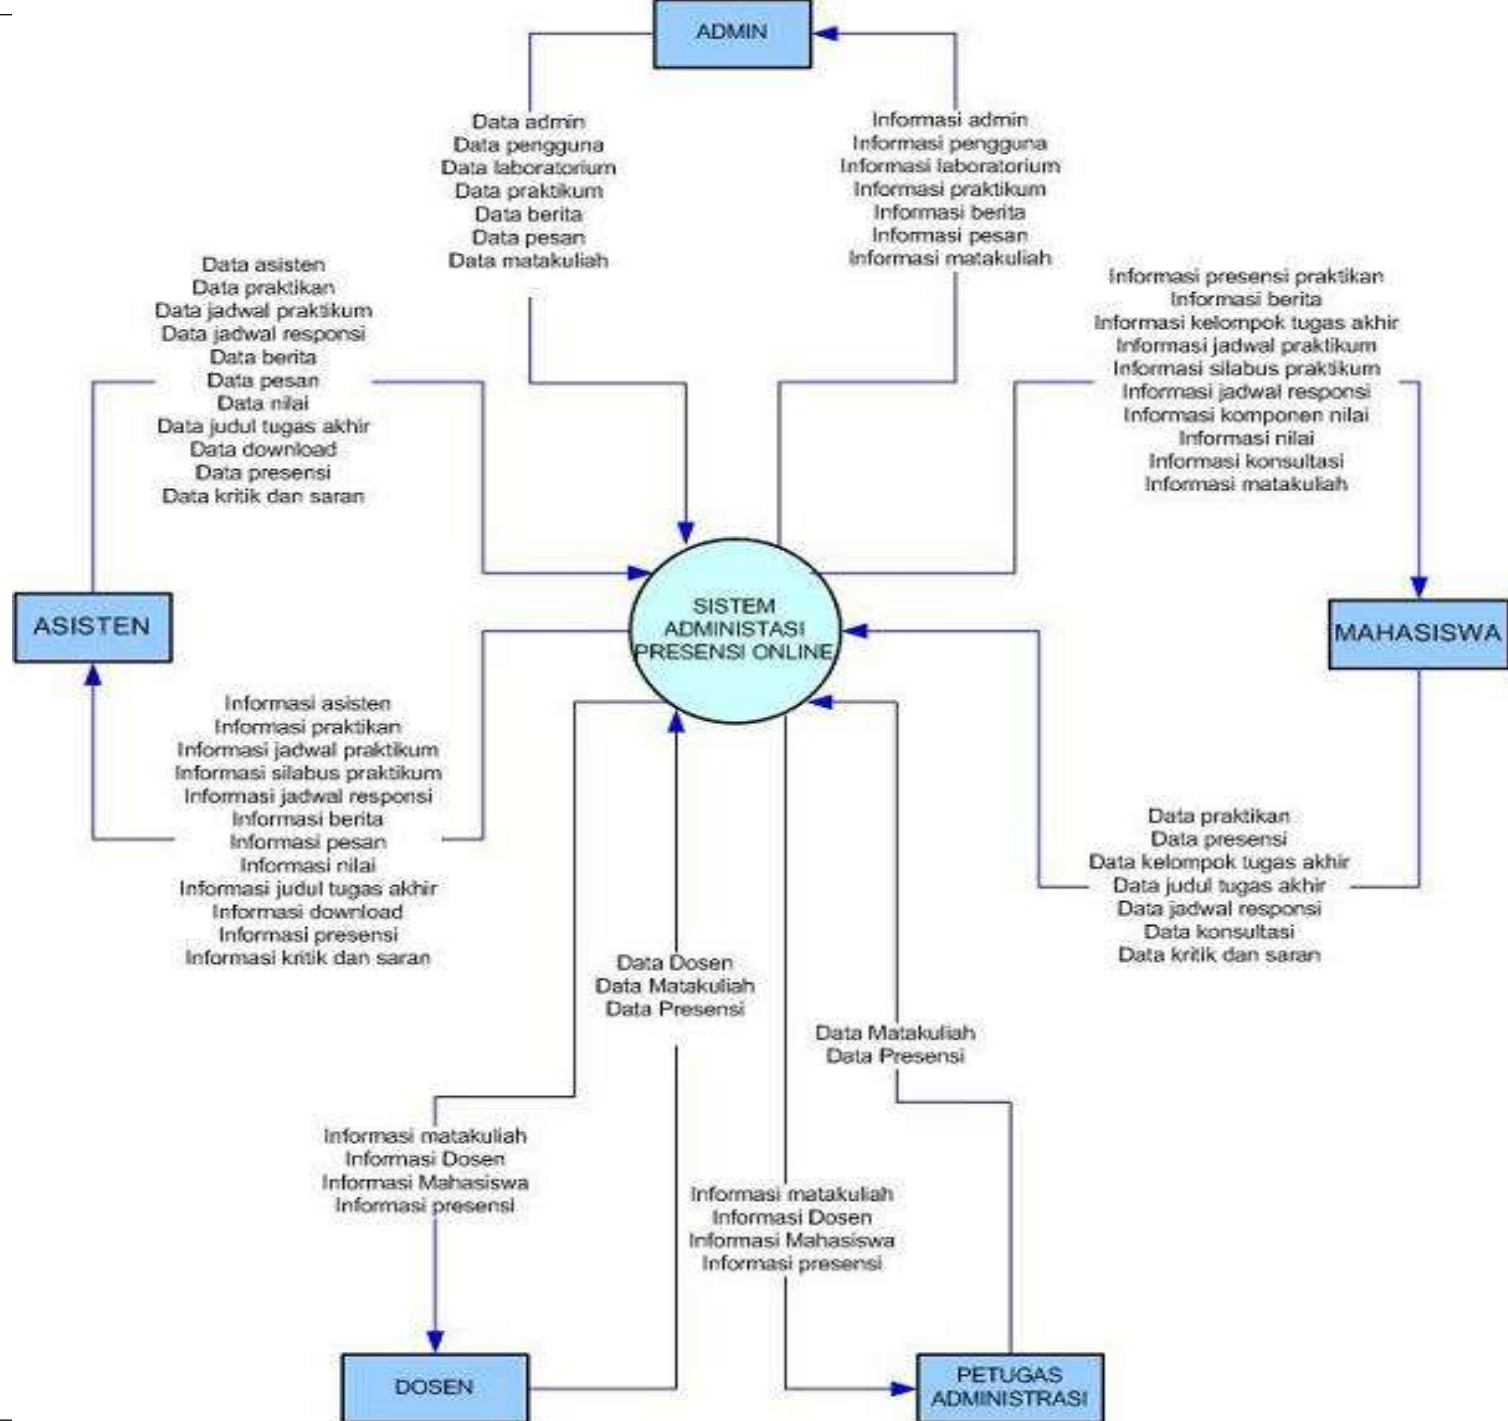 ADMIN
Data admin
Data pengguna
Data laboratorium
Data praktikum
Data berita
Data pesan
Data matakuliah
Informasi admin
Informasi pengguna
Informasi laboratorium
Informasi praktikum
Informasi berita
Informasi pesan
Informasi matakuliah
Data asisten
Data praktikan
Data jadwal praktikum
Data jadwal responsi
Data berita
Data pesan
Data nilai
Data judul tugas akhir
Data download
Data presensi
Data kritik dan saran
Informasi presensi praktikan
Informasi berita
Informasi kelompok tugas akhir
Informasi jadwal praktikum
Informasi silabus praktikum
Informasi jadwal responsi
Informasi komponen nilai
Informasi nilai
Informasi konsultasi
Informasi matakuliah
ASISTEN
SISTEM
ADMINISTASI
PRESENSI ONLINE
MAHASISWA
Informasi asisten
Informasi praktikan
Informasi jadwal praktikum
Informasi silabus praktikum
Informasi jadwal responsi
Informasi berita
Informasi pesan
Informasi nilai
Informasi judul tugas akhir
Informasi download
Informasi presensi
Informasi kritik dan saran
Data praktikan
Data presensi
Data kelompok tugas akhir
Data judul tugas akhir
Data jadwal responsi
Data konsultasi
Data kritik dan saran
Data Dosen
Data Matakuliah
Data Presensi
Data Matakuliah
Data Presensi
Informasi matakuliah
Informasi Dosen
Informasi Mahasiswa
Informasi presensi
Informasi matakuliah
Informasi Dosen
Informasi Mahasiswa
Informasi presensi
DOSEN
PETUGAS
ADMINISTRASI